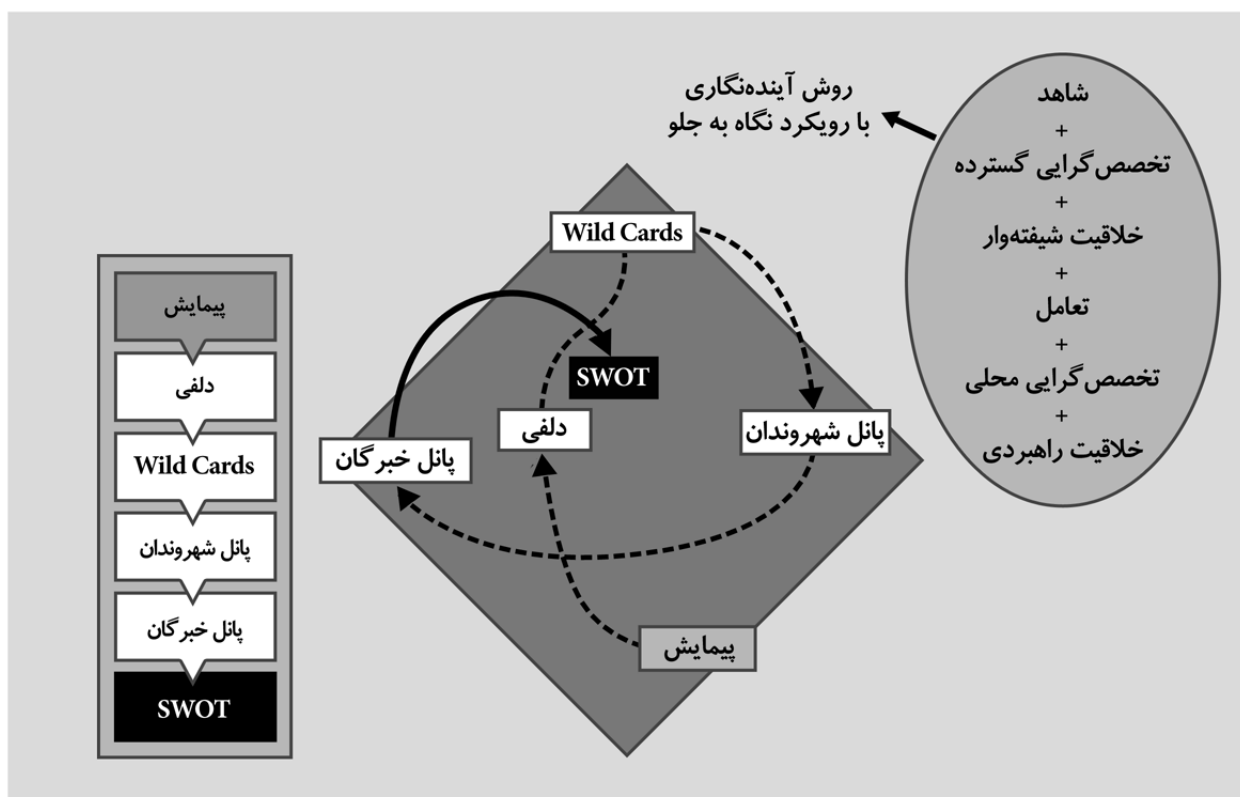 روش آینده‌نگاری
با رویکرد نگاه به جلو
شاهد
+
تخصص‌گرایی گسترده
+
خلاقیت شیفته‌وار
+
تعامل
+
تخصص‌گرایی محلی
+
خلاقیت راهبردی
Wild Cards
SWOT
پانل شهروندان
دلفی
پانل خبرگان
پیمایش
پیمایش
دلفی
Wild Cards
پانل شهروندان
پانل خبرگان
SWOT